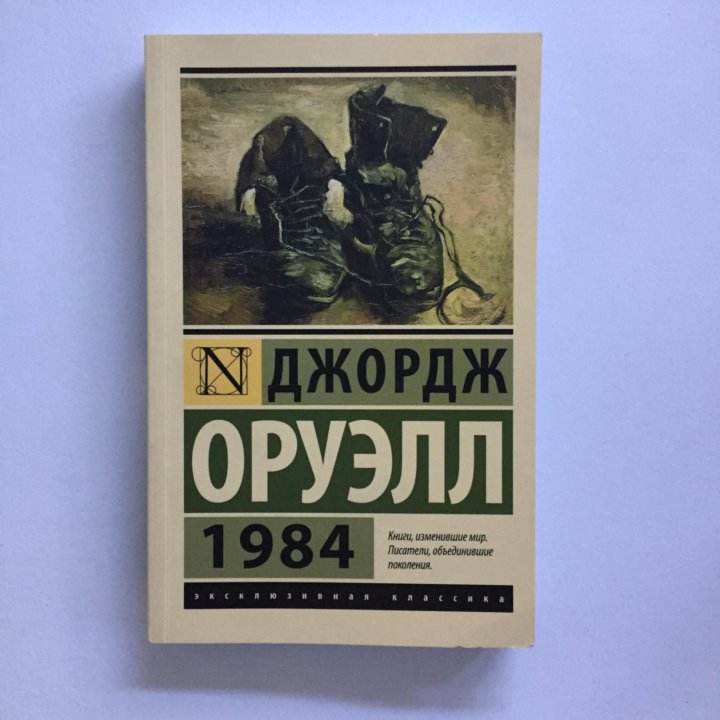 N ДЖОРДЖ
ОРУЭЛЛ
1984
Книги, изменившие мир.
Писатели, объединившие
поколения.
эксклюзивная классика